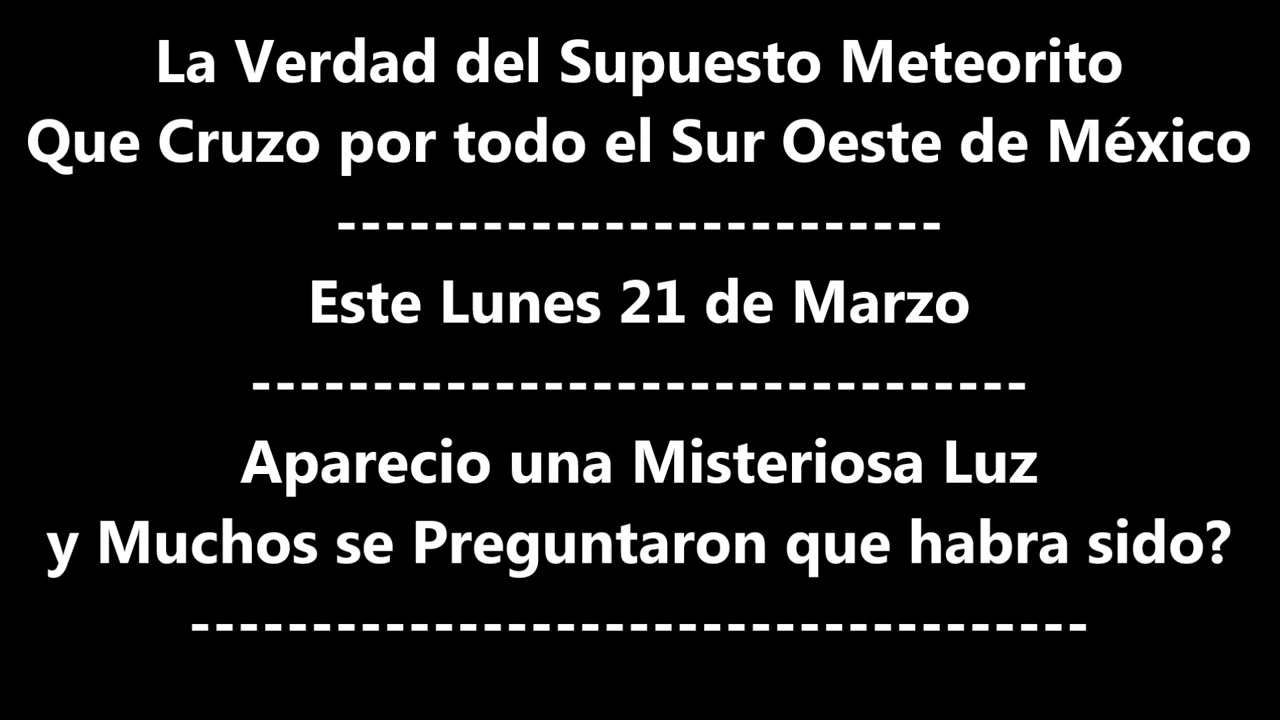 La Verdad del Supuesto Meteorito
Que Cruzo por todo el Sur Oeste de México
-------------------------
Este Lunes 21 de Marzo
--------------------------------
Aparecio una Misteriosa Luz
y Muchos se Preguntaron que habra sido?
-------------------------------------